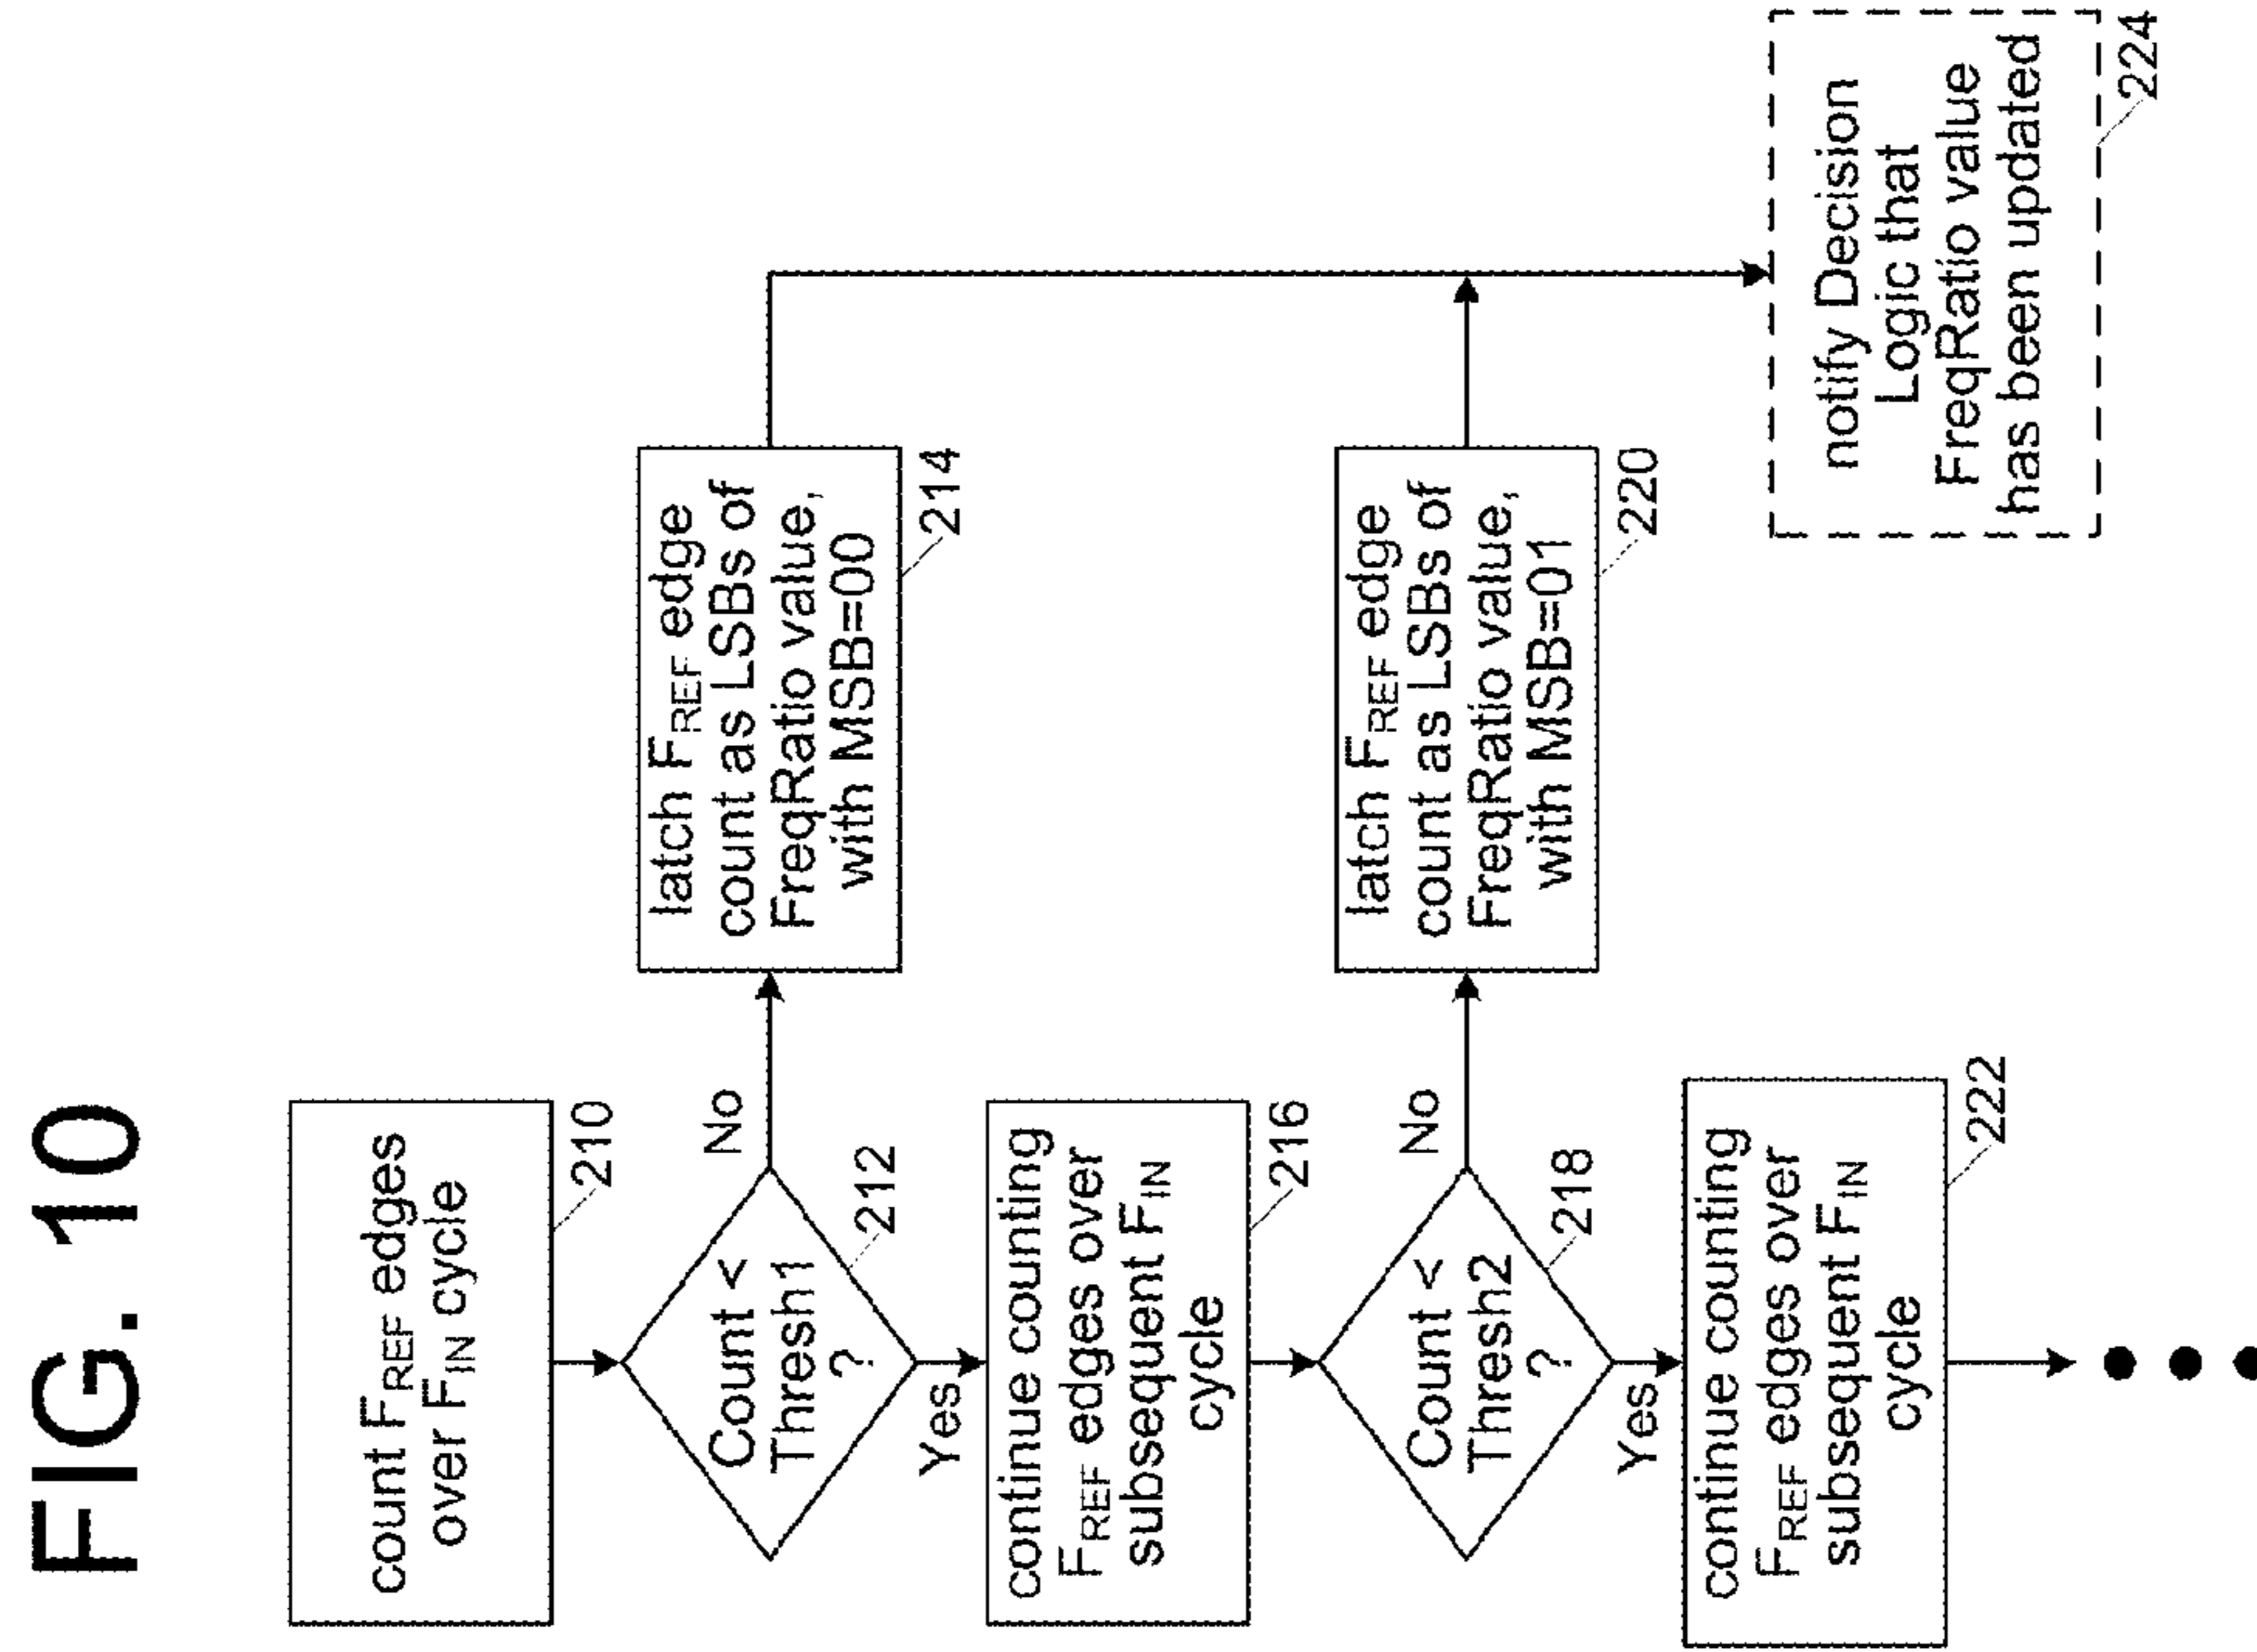 FIG. 10
count FREF edges
over FIN cycle
210
Count <
Thresh1
?
212
No
latch FREF edge
count as LSBs of
FreqRatio value,
with MSB=00
214
Yes
continue counting
FREF edges over
subsequent FIN
cycle
216
Count <
Thresh2
?
218
No
latch FREF edge
count as LSBs of
FreqRatio value,
with MSB=01
220
Yes
continue counting
FREF edges over
subsequent FIN
cycle
222
notify Decision
Logic that
FreqRatio value
has been updated
224